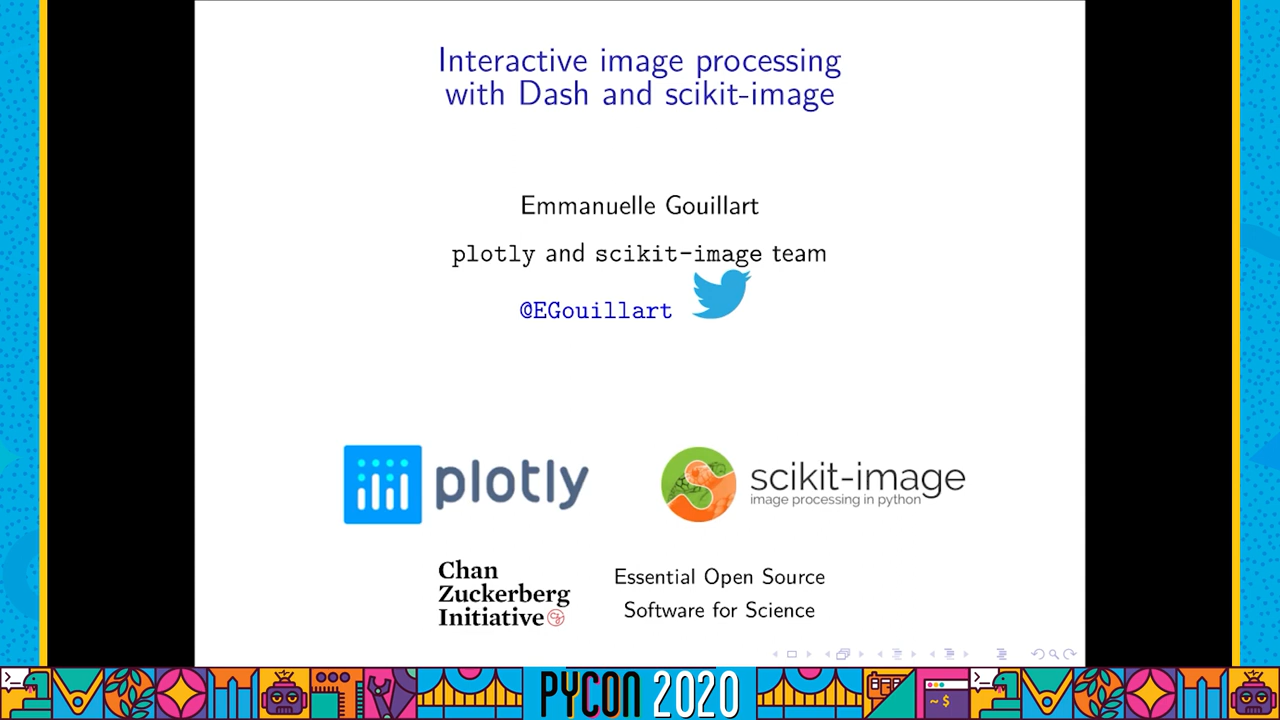 Interactive image processing
with Dash and scikit-image
Emmanuelle Gouillart
plotly and scikit-image team
@EGouillart
plotly
scikit-image
image processing in python
Chan
Zuckerberg
Initiative
Essential Open Source
Software for Science
~$
PYCON 2020